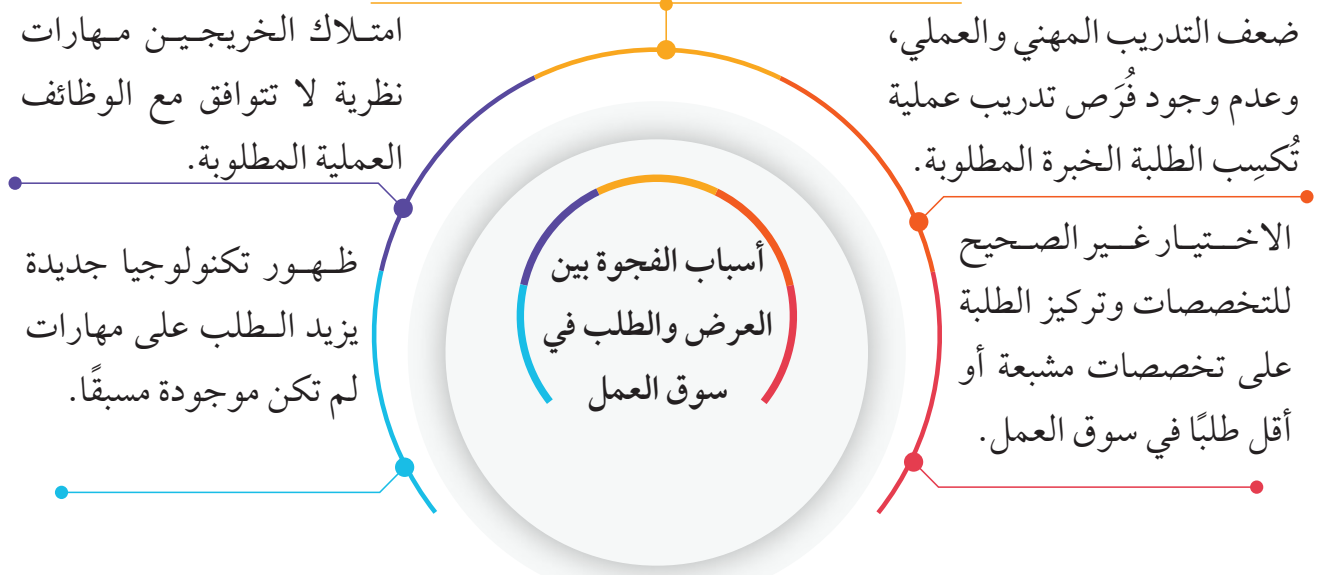 ضعف التدريب المهني والعملي،
وعدم وجود فُرَص تدريب عملية
تُكسِب الطلبة الخبرة المطلوبة.
الاختيار غير الصحيح
للتخصصات وتركيز الطلبة
على تخصصات مشبعة أو
أقل طلبًا في سوق العمل.
أسباب الفجوة بين
العرض والطلب في
سوق العمل
امتلاك الخريجين مهارات
نظرية لا تتوافق مع الوظائف
العملية المطلوبة.
ظهور تكنولوجيا جديدة
يزيد الطلب على مهارات
لم تكن موجودة مسبقًا.